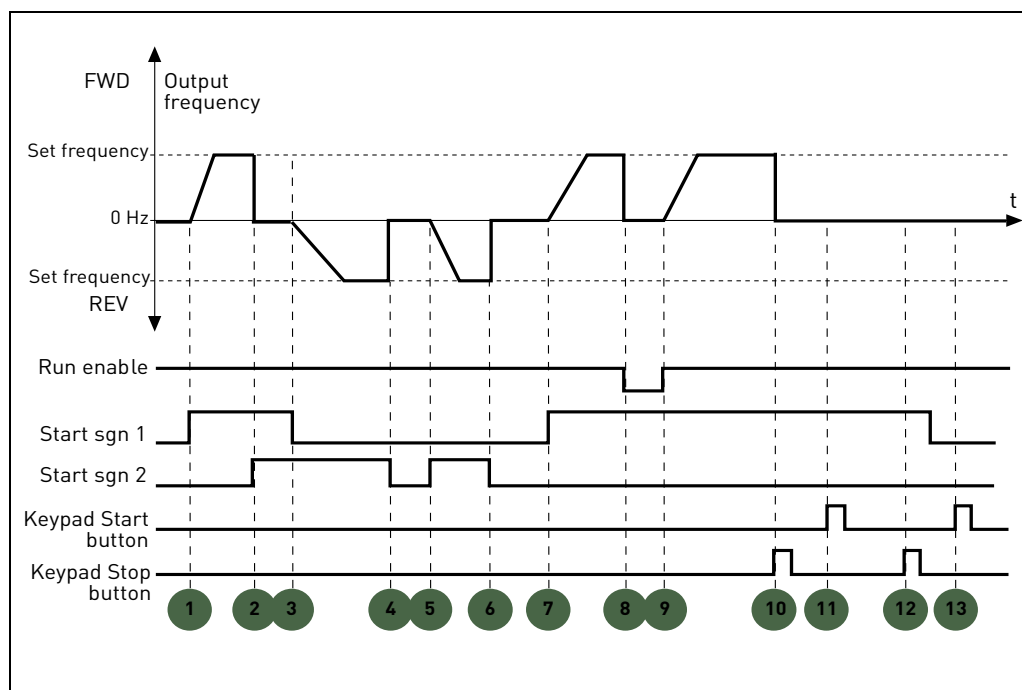 FWD
Output
frequency
Set frequency
t
0 Hz
Set frequency
REV
Run enable
Start sgn 1
Start sgn 2
Keypad Start
button
Keypad Stop
button
1 2 3 4 5 6 7 8 9 10 11 12 13